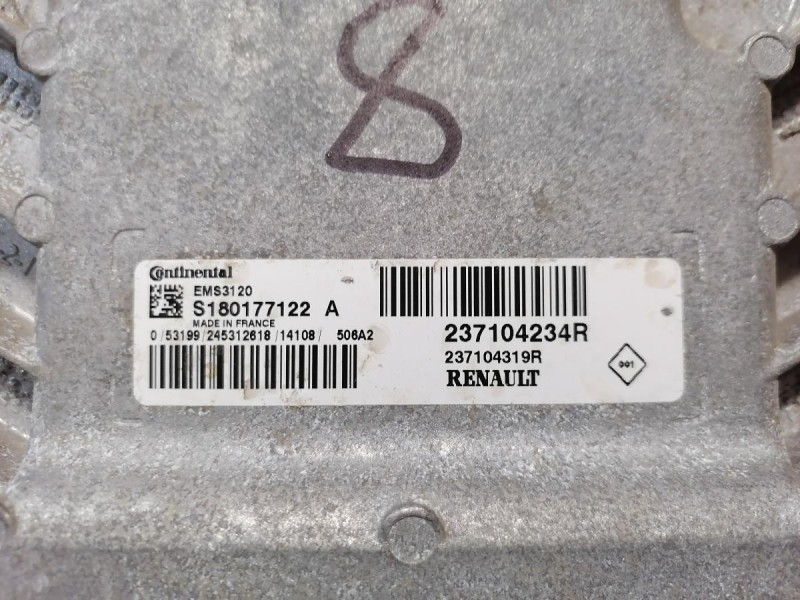 8
Continental
EMS3120
S180177122 A
MADE IN FRANCE
0 / 53199 / 245312618 / 14108 / 506A2
237104234R
237104319R
RENAULT
001